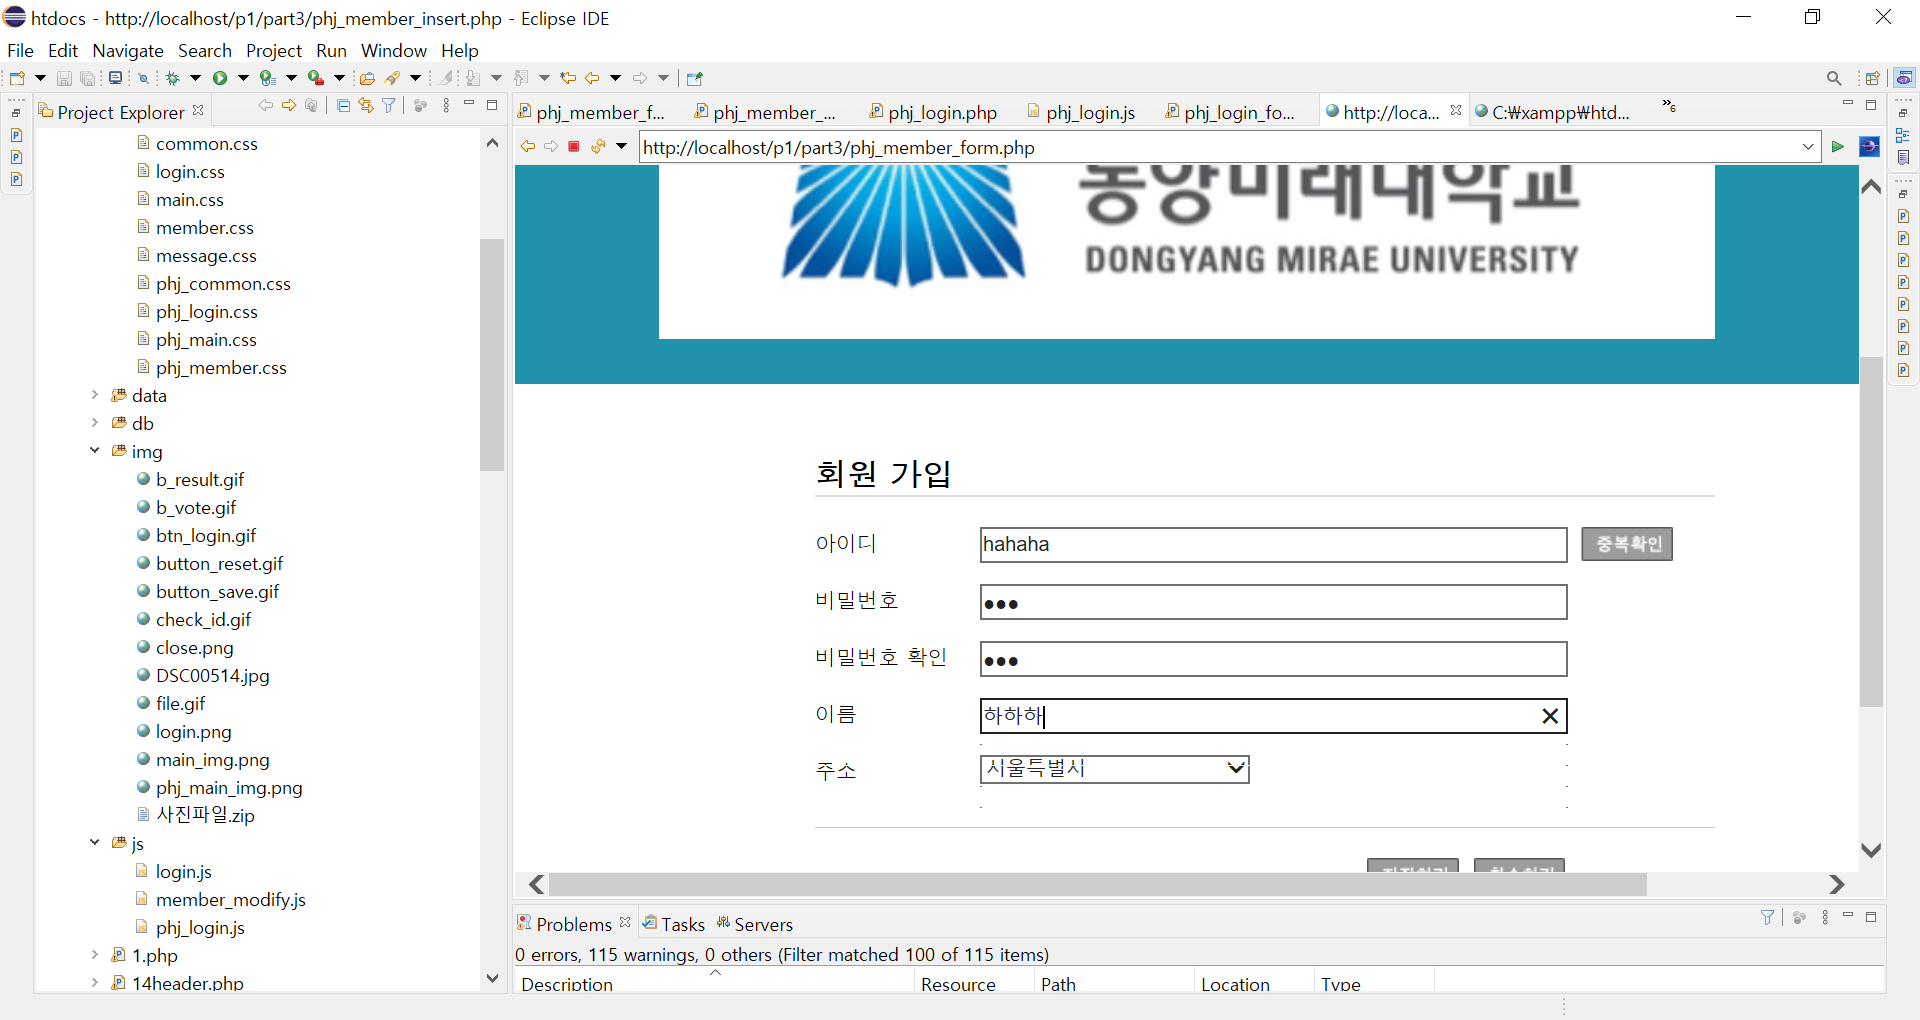 htdocs - http://localhost/p1/part3/phj_member_insert.php - Eclipse IDE
File Edit Navigate Search Project Run Window Help
Project Explorer
common.css
login.css
main.css
member.css
message.css
phj_common.css
phj_login.css
phj_main.css
phj_member.css
data
db
img
b_result.gif
b_vote.gif
btn_login.gif
button_reset.gif
button_save.gif
check_id.gif
close.png
DSC00514.jpg
file.gif
login.png
main_img.png
phj_main_img.png
사진파일.zip
js
login.js
member_modify.js
phj_login.js
1.php
14header.php
phj_member_f... phj_member_... phj_login.php phj_login.js phj_login_fo... http://loca... C:₩xampp₩htd... »6
http://localhost/p1/part3/phj_member_form.php
동양미래대학교
DONGYANG MIRAE UNIVERSITY
회원 가입
아이디 hahaha 중복확인
비밀번호 ●●●
비밀번호 확인 ●●●
이름 하하하
주소 서울특별시
Problems Tasks Servers
0 errors, 115 warnings, 0 others (Filter matched 100 of 115 items)
Description Resource Path Location Type